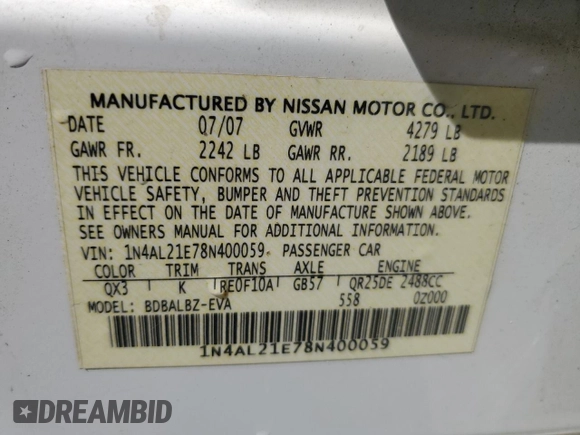 MANUFACTURED BY NISSAN MOTOR CO., LTD.
DATE 07/07 GVWR 4279 LB
GAWR FR. 2242 LB GAWR RR. 2189 LB
THIS VEHICLE CONFORMS TO ALL APPLICABLE FEDERAL MOTOR
VEHICLE SAFETY, BUMPER AND THEFT PREVENTION STANDARDS
IN EFFECT ON THE DATE OF MANUFACTURE SHOWN ABOVE.
SEE OWNERS MANUAL FOR ADDITIONAL INFORMATION.
VIN: 1N4AL21E78N400059 PASSENGER CAR
COLOR TRIM TRANS AXLE ENGINE
QX3 K RE0F10A GB57 QR25DE 2488CC
MODEL: BDBALBZ-EVA 558 0Z000
1N4AL21E78N400059
DREAMBID